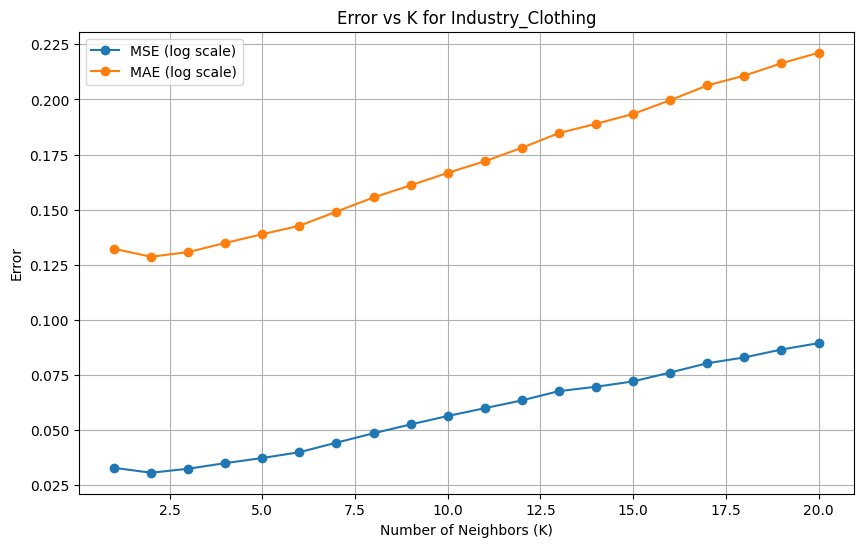 Error vs K for Industry_Clothing
MSE (log scale)
MAE (log scale)
Error
0.225
0.200
0.175
0.150
0.125
0.100
0.075
0.050
0.025
2.5 5.0 7.5 10.0 12.5 15.0 17.5 20.0
Number of Neighbors (K)